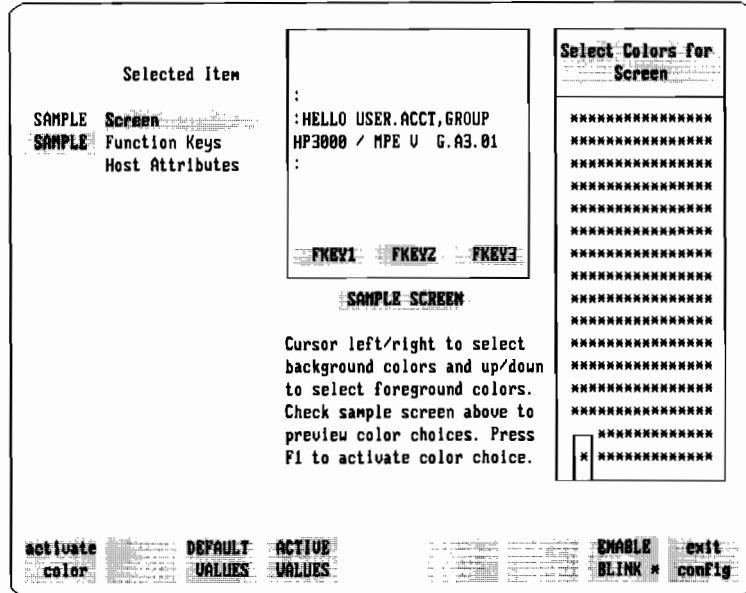 Selected Item
SAMPLE Screen
SAMPLE Function Keys
Host Attributes
:
:HELLO USER.ACCT,GROUP
HP3000 / MPE V  G.A3.01
:
FKEY1 FKEY2 FKEY3
SAMPLE SCREEN
Cursor left/right to select
background colors and up/down
to select foreground colors.
Check sample screen above to
preview color choices. Press
F1 to activate color choice.
Select Colors for
Screen
****************
****************
****************
****************
****************
****************
****************
****************
****************
****************
****************
****************
****************
****************
*************
* *************
activate color
DEFAULT VALUES
ACTIVE VALUES
ENABLE BLINK *
exit config